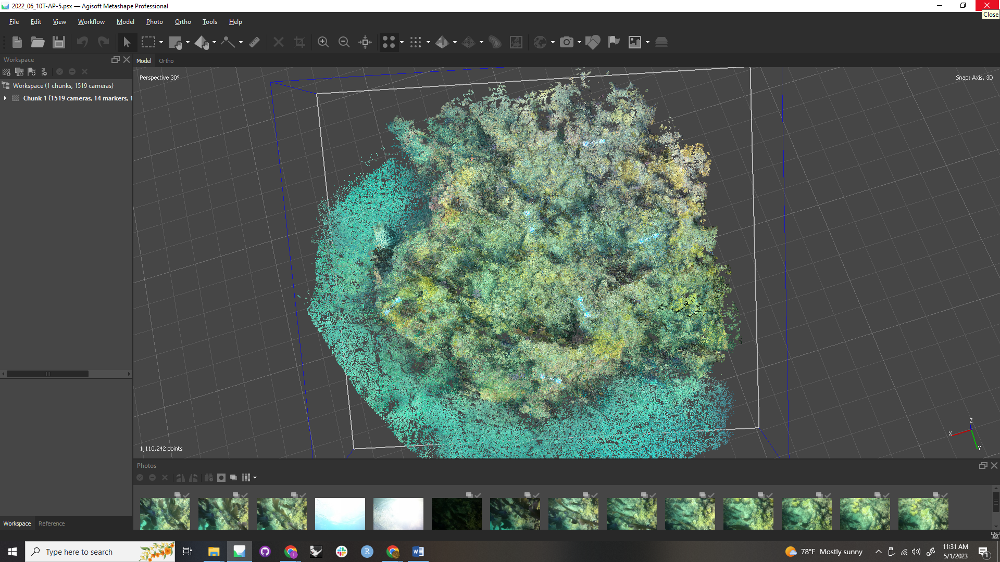 2022_06_10T-AP-5.psx — Agisoft Metashape Professional
Close
File Edit View Workflow Model Photo Ortho Tools Help
Workspace
Model Ortho
Workspace (1 chunks, 1519 cameras)
Chunk 1 (1519 cameras, 14 markers, 1
Perspective 30°
Snap: Axis, 3D
Z
X
Y
1,110,242 points
Photos
Workspace Reference
Type here to search
R
W
78°F Mostly sunny
11:31 AM
5/1/2023
1